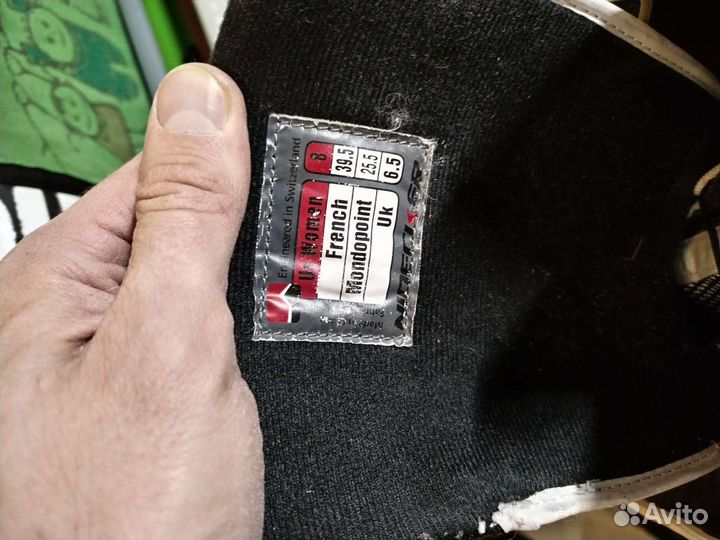 Engineered in Switzerland
Us Women 8
French 39.5
Mondopoint 25.5
Uk 6.5
NIDECKER
Avito